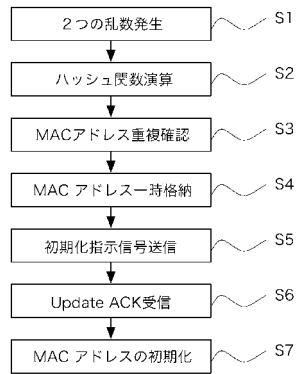 ２つの乱数発生 S1
ハッシュ関数演算 S2
MACアドレス重複確認 S3
MAC アドレス一時格納 S4
初期化指示信号送信 S5
Update ACK受信 S6
MAC アドレスの初期化 S7